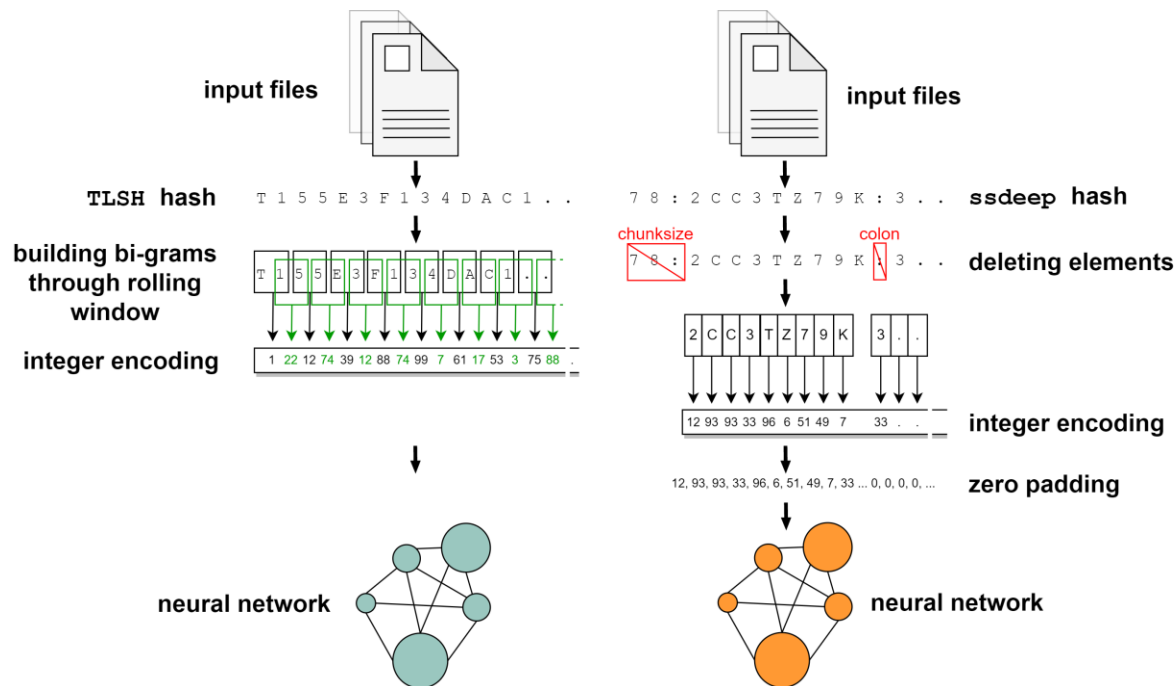 input files
TLSH hash
T 1 5 5 E 3 F 1 3 4 D A C 1 . .
building bi-grams
through rolling
window
T 1 5 5 E 3 F 1 3 4 D A C 1 . .
integer encoding
1 22 12 74 39 12 88 74 99 7 61 17 53 3 75 88 .
neural network
input files
7 8 : 2 C C 3 T Z 7 9 K : 3 . .
ssdeep hash
chunksize
colon
7 8 : 2 C C 3 T Z 7 9 K : 3 . .
deleting elements
2 C C 3 T Z 7 9 K 3 . .
12 93 93 33 96 6 51 49 7 33 . .
integer encoding
12, 93, 93, 33, 96, 6, 51, 49, 7, 33 ... 0, 0, 0, 0, ...
zero padding
neural network